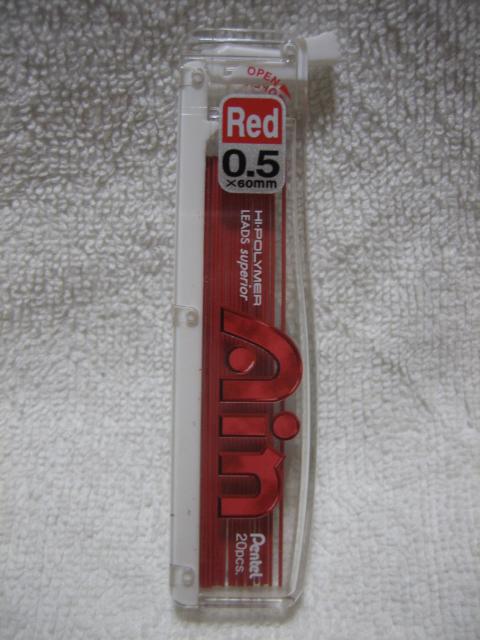 OPEN
Red
0.5
×60mm
HI-POLYMER
LEADS superior
Ain
Pentel
20pcs.